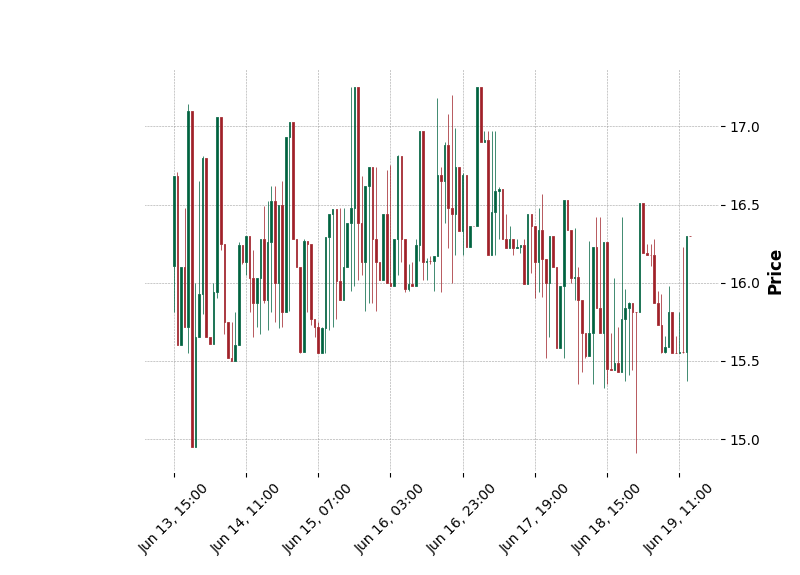 17.0
16.5
16.0
15.5
15.0
Price
Jun 13, 15:00
Jun 14, 11:00
Jun 15, 07:00
Jun 16, 03:00
Jun 16, 23:00
Jun 17, 19:00
Jun 18, 15:00
Jun 19, 11:00